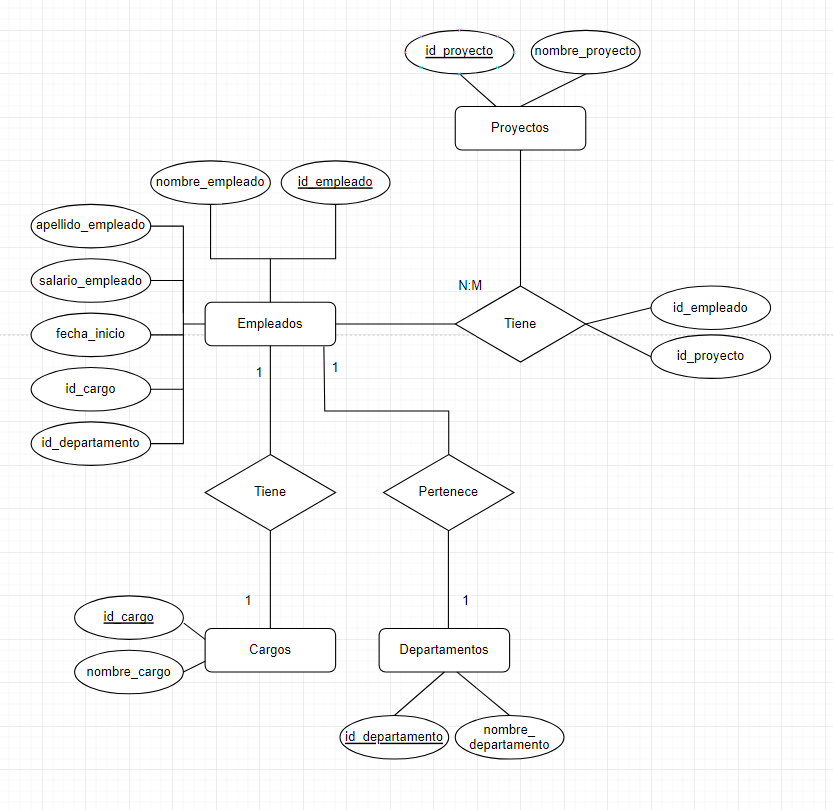 id_proyecto
nombre_proyecto
Proyectos
nombre_empleado
id_empleado
apellido_empleado
salario_empleado
fecha_inicio
id_cargo
id_departamento
Empleados
N:M
Tiene
id_empleado
id_proyecto
1
1
Tiene
Pertenece
1
1
id_cargo
nombre_cargo
Cargos
Departamentos
id_departamento
nombre_
departamento